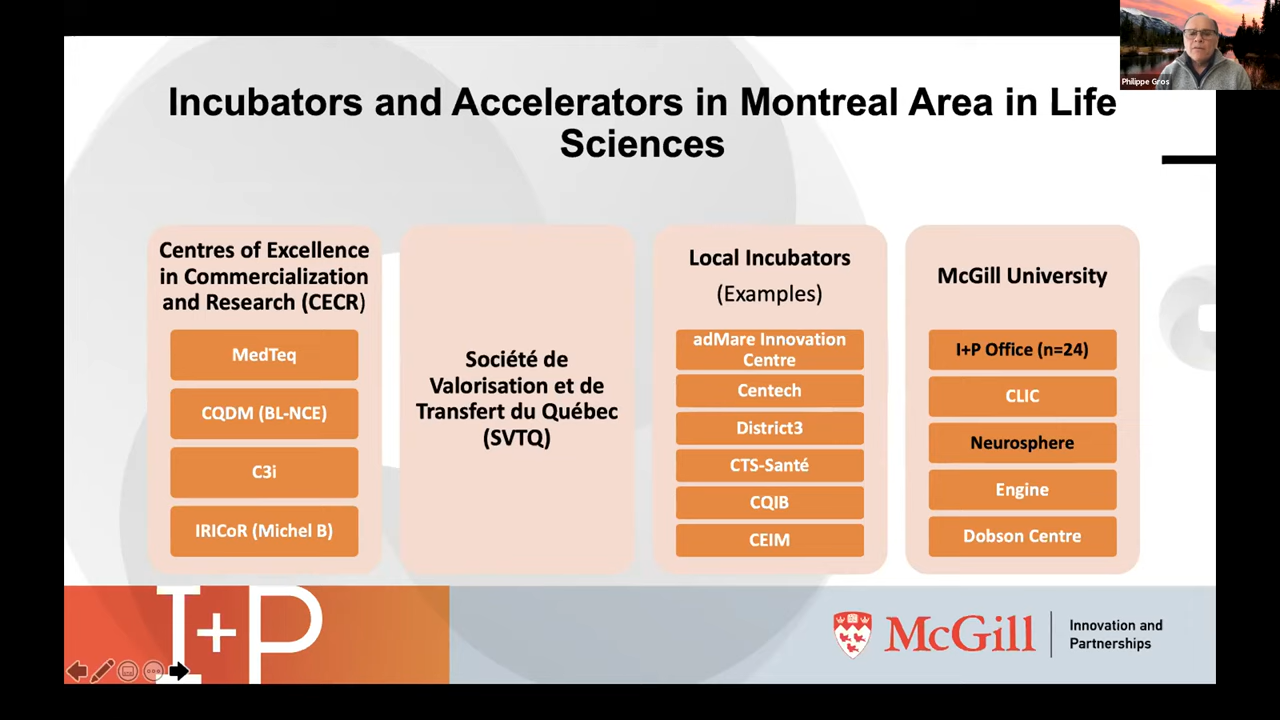 Philippe Gros
Incubators and Accelerators in Montreal Area in Life
Sciences
Centres of Excellence
in Commercialization
and Research (CECR)
MedTeq
CQDM (BL-NCE)
C3i
IRICoR (Michel B)
Société de
Valorisation et de
Transfert du Québec
(SVTQ)
Local Incubators
(Examples)
adMare Innovation
Centre
Centech
District3
CTS-Santé
CQIB
CEIM
McGill University
I+P Office (n=24)
CLIC
Neurosphere
Engine
Dobson Centre
I+P
McGill
Innovation and
Partnerships